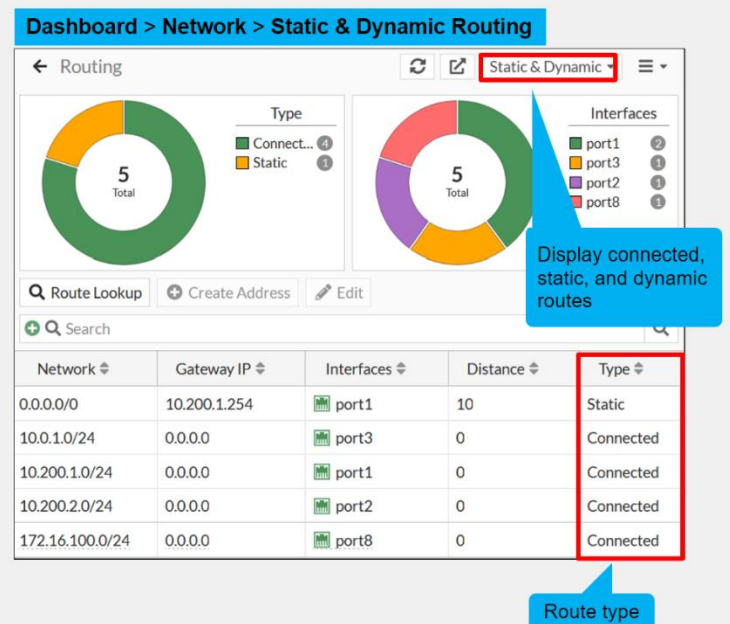 Dashboard > Network > Static & Dynamic Routing
Routing
Static & Dynamic
Type
Connect... 4
Static 1
5
Total
Interfaces
port1 2
port3 1
port2 1
port8 1
5
Total
Display connected,
static, and dynamic
routes
Route Lookup Create Address Edit
Search
Network Gateway IP Interfaces Distance Type
0.0.0.0/0 10.200.1.254 port1 10 Static
10.0.1.0/24 0.0.0.0 port3 0 Connected
10.200.1.0/24 0.0.0.0 port1 0 Connected
10.200.2.0/24 0.0.0.0 port2 0 Connected
172.16.100.0/24 0.0.0.0 port8 0 Connected
Route type